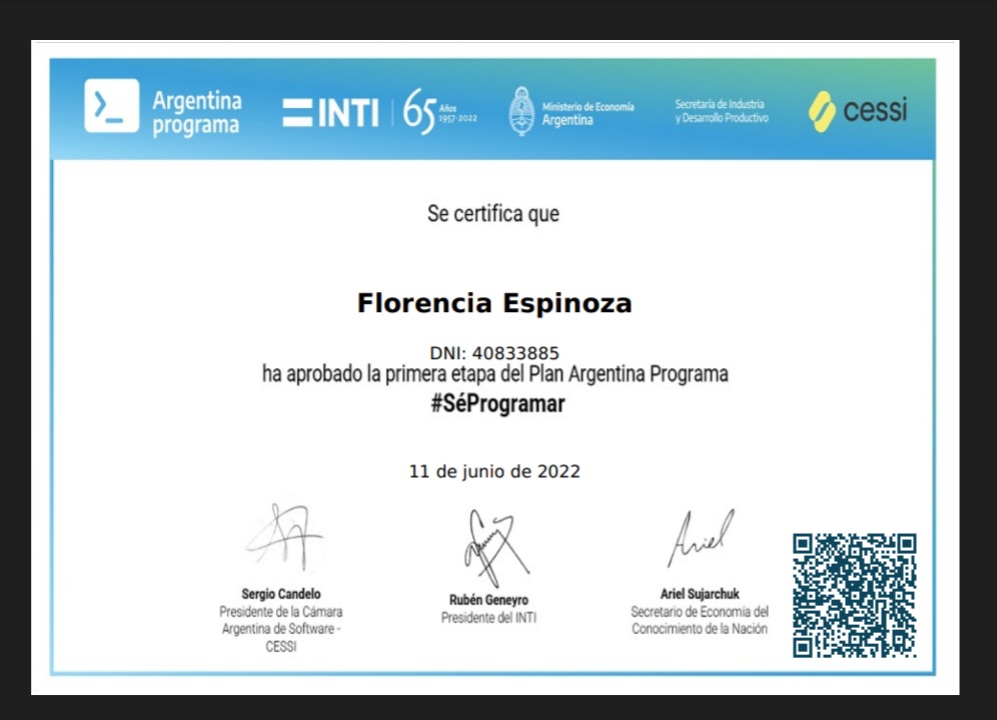 Argentina
programa
INTI
65 Años
1957-2022
Ministerio de Economía
Argentina
Secretaría de Industria
y Desarrollo Productivo
cessi
Se certifica que
Florencia Espinoza
DNI: 40833885
ha aprobado la primera etapa del Plan Argentina Programa
#SéProgramar
11 de junio de 2022
Ariel
Sergio Candelo
Presidente de la Cámara
Argentina de Software -
CESSI
Rubén Geneyro
Presidente del INTI
Ariel Sujarchuk
Secretario de Economía del
Conocimiento de la Nación